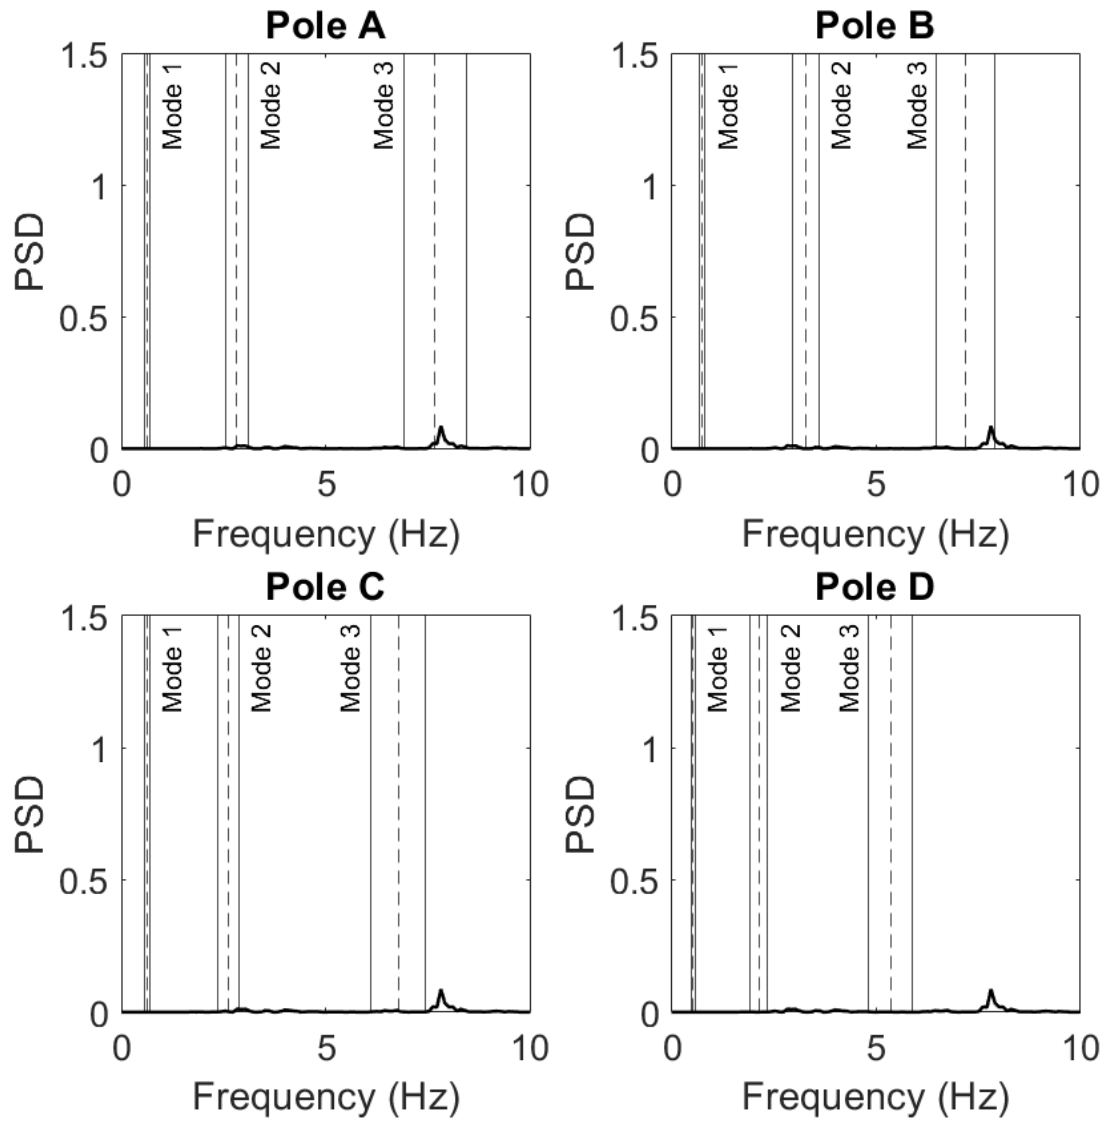 Pole A
1.5
1
0.5
0
PSD
Mode 1
Mode 2
Mode 3
0 5 10
Frequency (Hz)
Pole B
1.5
1
0.5
0
PSD
Mode 1
Mode 2
Mode 3
0 5 10
Frequency (Hz)
Pole C
1.5
1
0.5
0
PSD
Mode 1
Mode 2
Mode 3
0 5 10
Frequency (Hz)
Pole D
1.5
1
0.5
0
PSD
Mode 1
Mode 2
Mode 3
0 5 10
Frequency (Hz)